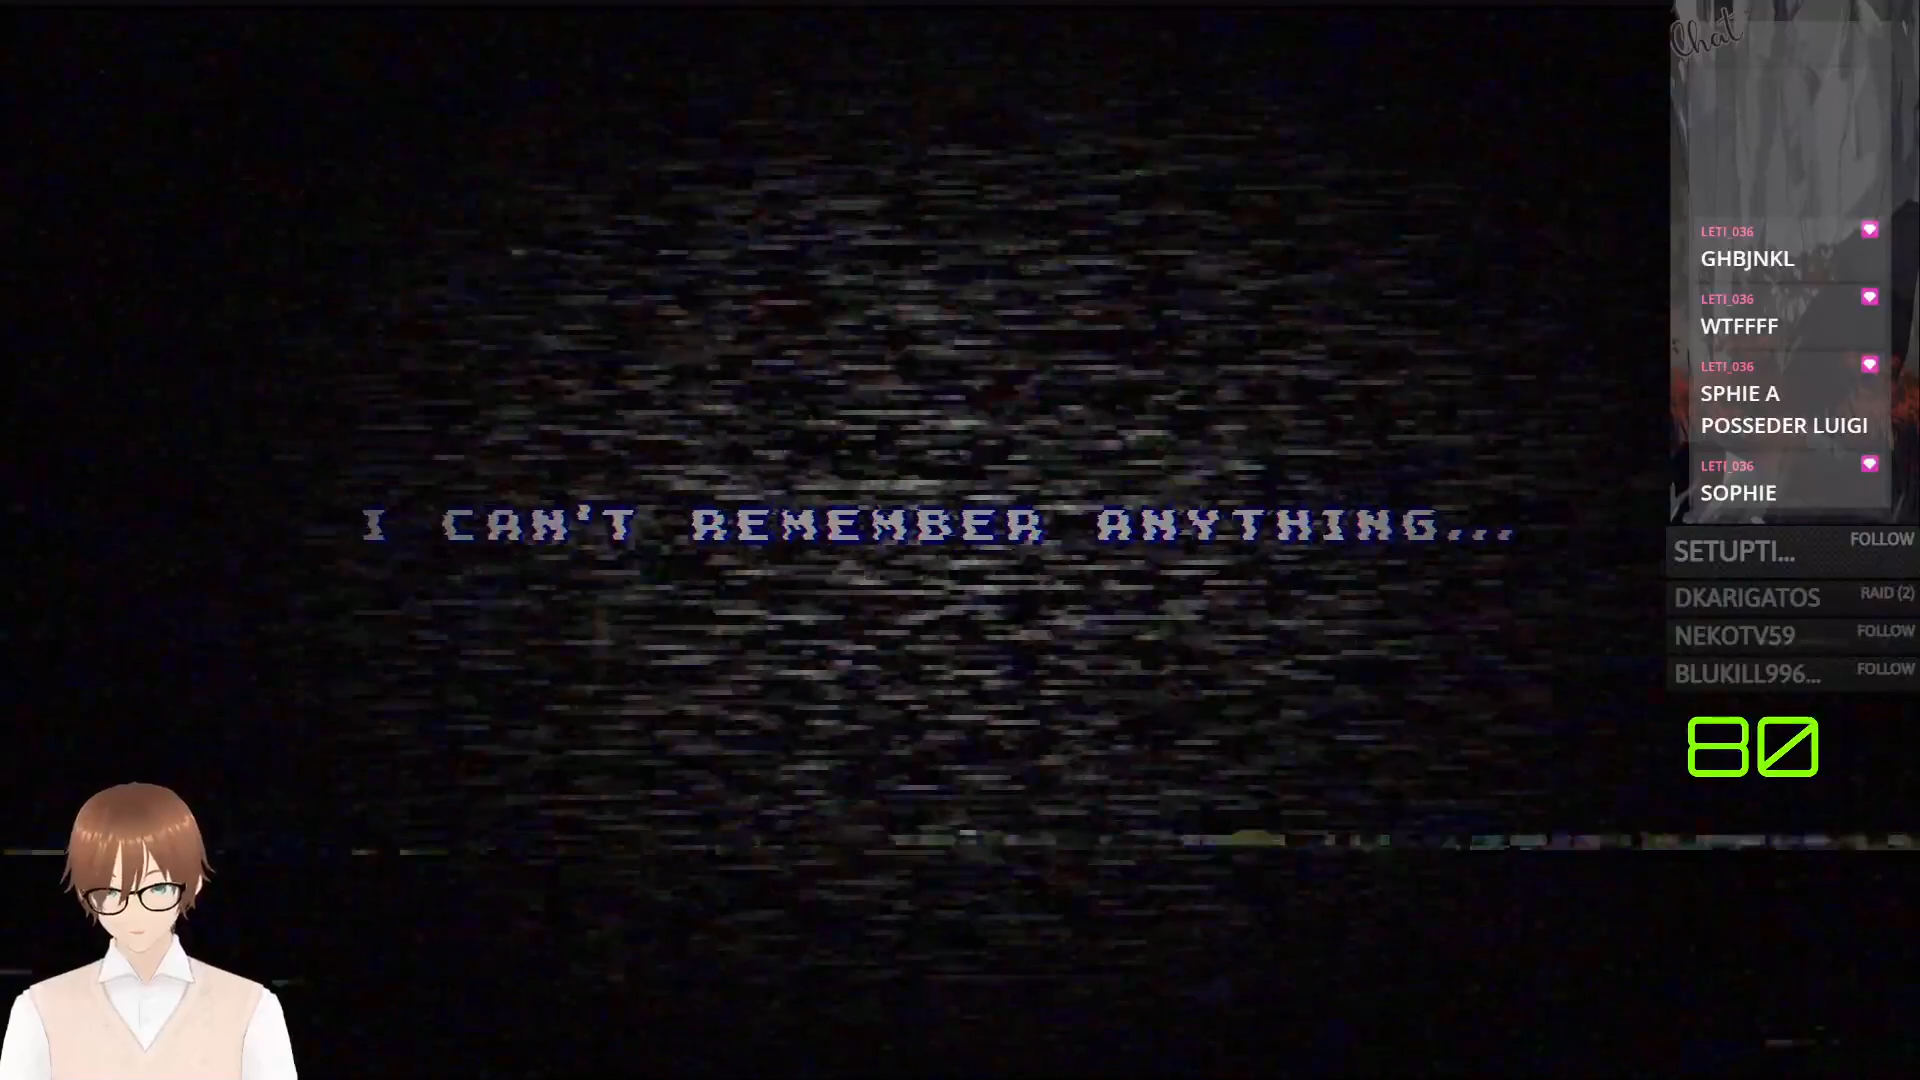 Chat
LETI_036
GHBJNKL
LETI_036
WTFFFF
LETI_036
SPHIE A
POSSEDER LUIGI
LETI_036
SOPHIE
I CAN'T REMEMBER ANYTHING...
SETUPTI... FOLLOW
DKARIGATOS RAID (2)
NEKOTV59 FOLLOW
BLUKILL996... FOLLOW
80